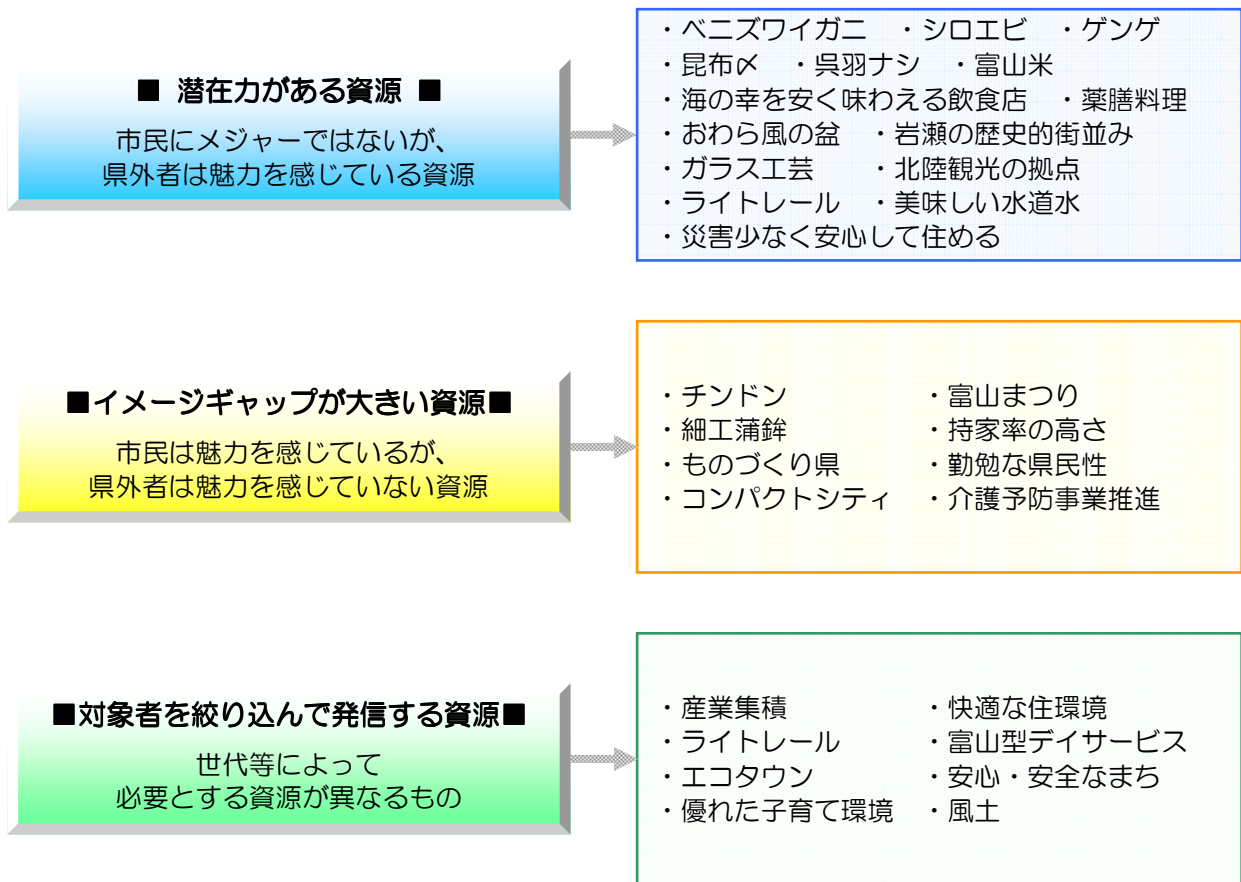 ■ 潜在力がある資源 ■
市民にメジャーではないが、
県外者は魅力を感じている資源
・ベニズワイガニ ・シロエビ ・ゲンゲ
・昆布〆 ・呉羽ナシ ・富山米
・海の幸を安く味わえる飲食店 ・薬膳料理
・おわら風の盆 ・岩瀬の歴史的街並み
・ガラス工芸 ・北陸観光の拠点
・ライトレール ・美味しい水道水
・災害少なく安心して住める
■イメージギャップが大きい資源■
市民は魅力を感じているが、
県外者は魅力を感じていない資源
・チンドン ・富山まつり
・細工蒲鉾 ・持家率の高さ
・ものづくり県 ・勤勉な県民性
・コンパクトシティ ・介護予防事業推進
■対象者を絞り込んで発信する資源■
世代等によって
必要とする資源が異なるもの
・産業集積 ・快適な住環境
・ライトレール ・富山型デイサービス
・エコタウン ・安心・安全なまち
・優れた子育て環境 ・風土